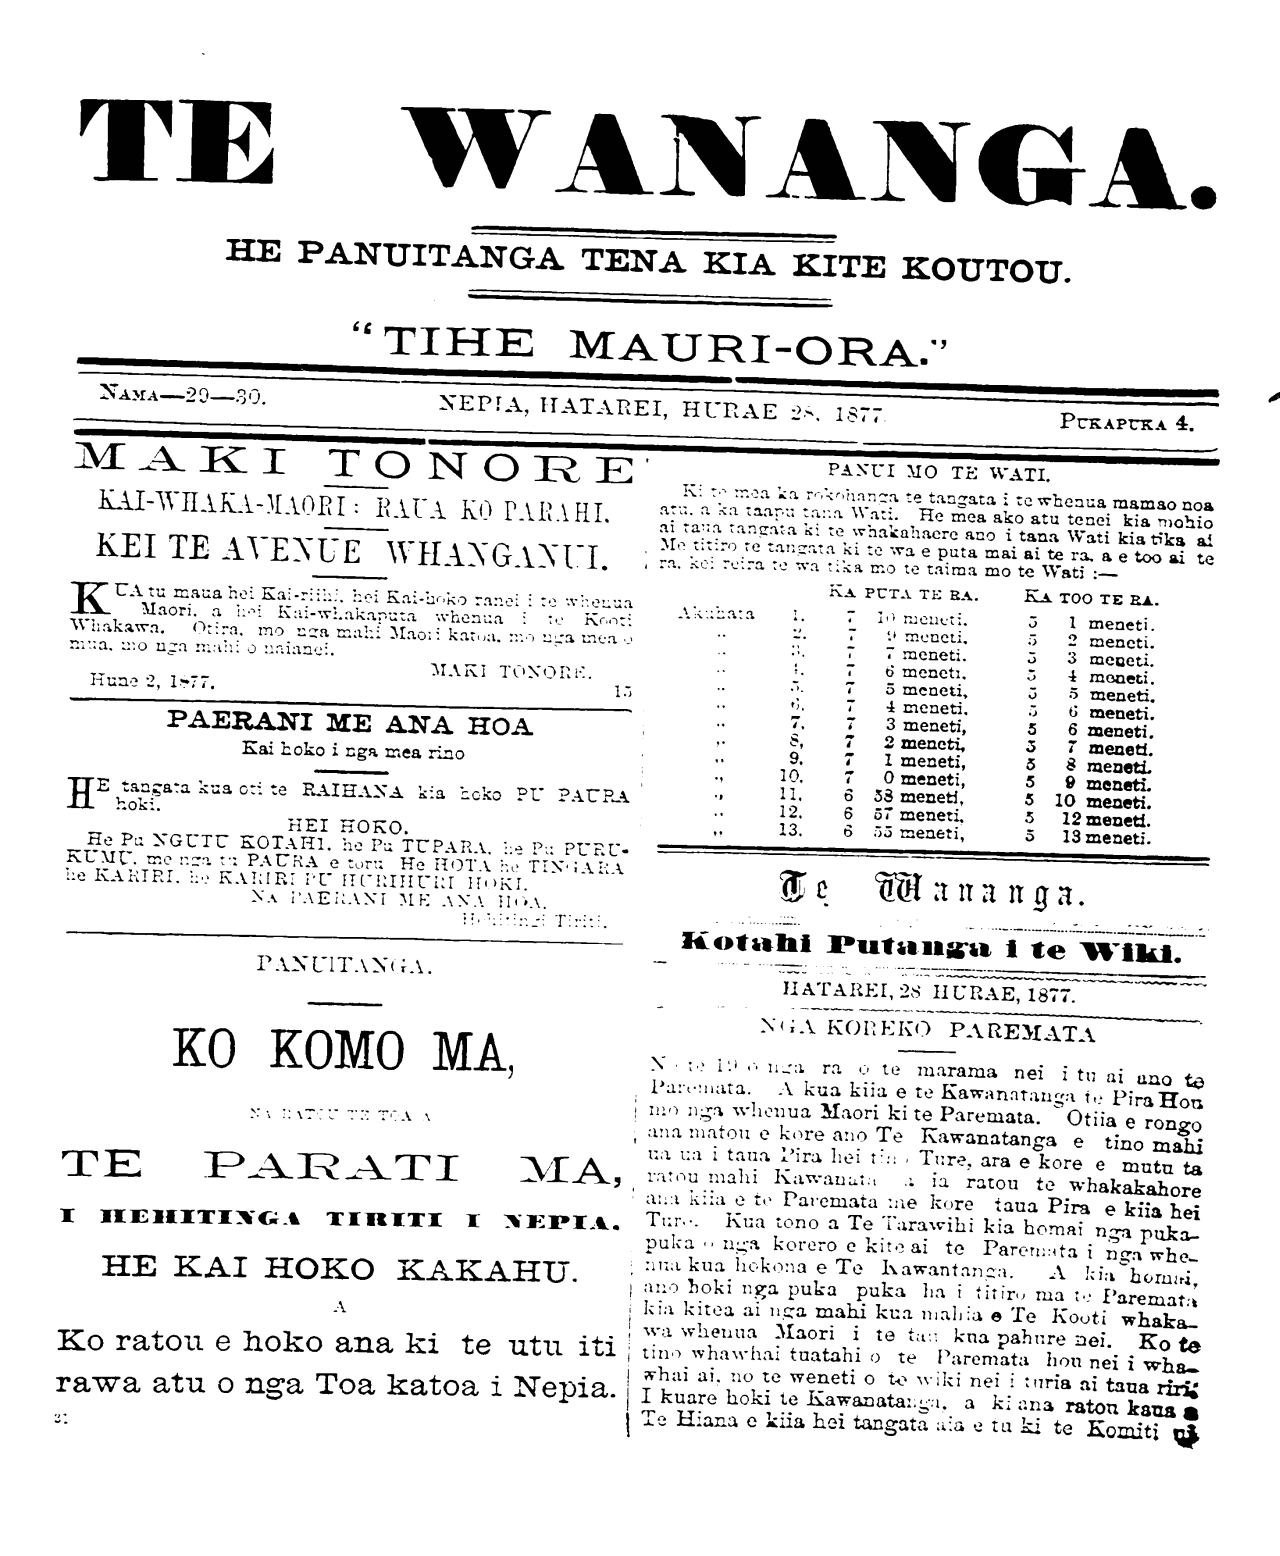 TE WANANGA.
HE PANUITANGA TENA KIA KITE KOUTOU.
"TIHE MAURI-ORA."
NAMA—29—30.
NEPIA, HATAREI, HURAE 28, 1877.
PUKAPUKA 4.
MAKI TONORE
KAI-WHAKA-MAORI: RAUA KO PARAHI.
KEI TE AVENUE WHANGANUI.
KUA tu maua hei Kai-riihi, hei Kai-hoko ranei i te whenua
Maori, a hei Kai-whakaputa whenua i te Kooti
Whakawa. Otira, mo nga mahi Maori katoa, mo nga mea o
mua, mo nga mahi o naianei.
MAKI TONORE.
Hune 2, 1877.
15
PAERANI ME ANA HOA
Kai hoko i nga mea rino
HE tangata kua oti te RAIHANA kia hoko PU PAURA
hoki.
HEI HOKO.
He Pu NGUTU KOTAHI, he Pu TUPARA, he Pu PURU-
KUMU, me nga tu PAURA e toru He HOTA he TINGARA
he KARIRI, he KARIRI PU HURIHURI HOKI.
NA PAERANI ME ANA HOA.
Hehitingi Tiriti.
PANUITANGA.
KO KOMO MA,
NA RATOU TE TOA A
TE PARATI MA,
I HEHITINGA TIRITI I NEPIA.
HE KAI HOKO KAKAHU.
A
Ko ratou e hoko ana ki te utu iti
rawa atu o nga Toa katoa i Nepia.
31
PANUI MO TE WATI.
Ki te mea ka rokohanga te tangata i te whenua mamao noa
atu, a ka taapu tana Wati. He mea ako atu tenei kia mohio
ai taua tangata ki te whakahaere ano i tana Wati kia tika ai
Me titiro te tangata ki te wa e puta mai ai te ra, a e too ai te
ra, kei reira te wa tika mo te taima mo te Wati :—
KA PUTA TE RA. KA TOO TE RA.
Akuhata 1. 7 10 meneti. 5 1 meneti.
" 2. 7 9 meneti. 5 2 meneti.
" 3. 7 7 meneti. 5 3 meneti.
" 4. 7 6 meneti. 5 4 meneti.
" 5. 7 5 meneti, 5 5 meneti.
" 6. 7 4 meneti. 5 6 meneti.
" 7. 7 3 meneti, 5 6 meneti.
" 8, 7 2 meneti, 5 7 meneti.
" 9. 7 1 meneti, 5 8 meneti.
" 10. 7 0 meneti, 5 9 meneti.
" 11. 6 58 meneti, 5 10 meneti.
" 12. 6 57 meneti, 5 12 meneti.
" 13. 6 55 meneti, 5 13 meneti.
Te Wananga.
Kotahi Putanga i te Wiki.
HATAREI, 28 HURAE, 1877.
NGA KOREKO PAREMATA
No te 19 o nga ra o te marama nei i tu ai ano te
Paremata. A kua kiia e te Kawanatanga te Pira Hou
mo nga whenua Maori ki te Paremata. Otiia e rongo
ana matou e kore ano Te Kawanatanga e tino mahi
ua ua i taua Pira hei tino Ture, ara e kore e mutu ta
ratou mahi Kawanata a ia ratou te whakakahore
ana kiia e te Paremata me kore taua Pira e kiia hei
Ture. Kua tono a Te Tarawihi kia homai nga puka-
puka o nga korero e kite ai te Paremata i nga whe-
nua kua hokona e Te Kawantanga. A kia homai,
ano hoki nga puka puka ha i titiro ma te Paremata
kia kitea ai nga mahi kua mahia e Te Kooti whaka-
wa whenua Maori i te tau kua pahure nei. Ko te
tino whawhai tuatahi o te Paremata hou nei i wha-
whai ai, no te weneti o te wiki nei i turia ai taua riri;
I kuare hoki te Kawanatanga, a ki ana ratou kaua a
Te Hiana e kiia hei tangata aia e tu ki te Komiti